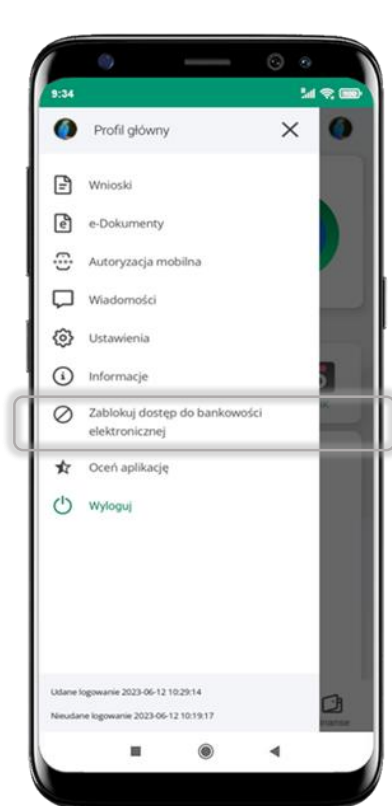 9:34
Profil główny
Wnioski
e-Dokumenty
Autoryzacja mobilna
Wiadomości
Ustawienia
Informacje
Zablokuj dostęp do bankowości
elektronicznej
Oceń aplikację
Wyloguj
Udane logowanie 2023-06-12 10:29:14
Nieudane logowanie 2023-06-12 10:19:17